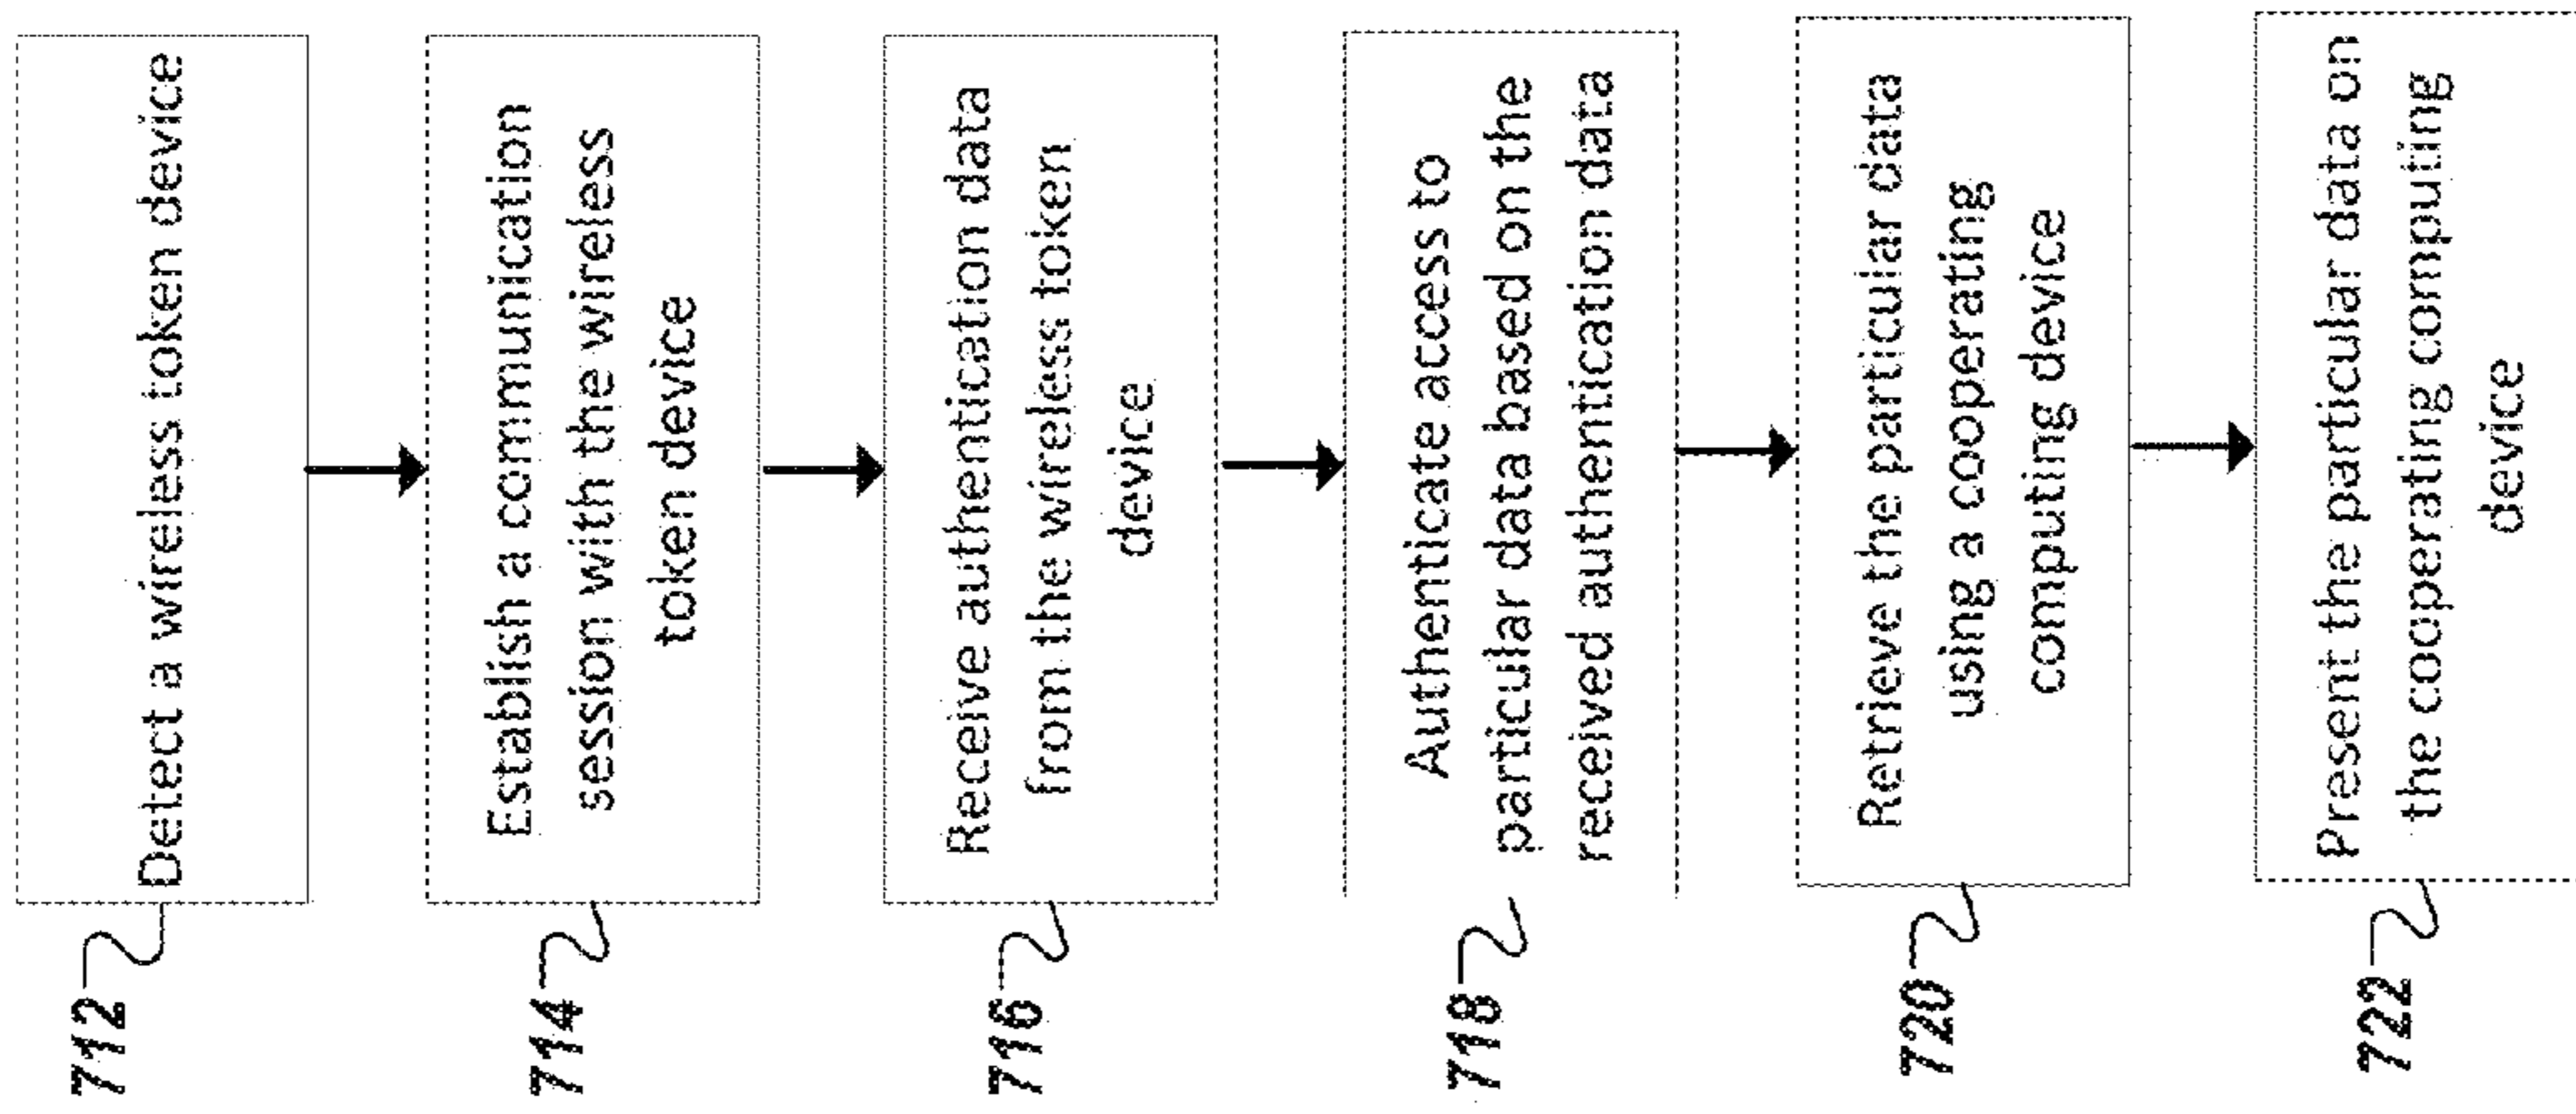 712
Detect a wireless token device
714
Establish a communication
session with the wireless
token device
716
Receive authentication data
from the wireless token
device
718
Authenticate access to
particular data based on the
received authentication data
720
Retrieve the particular data
using a cooperating
computing device
722
Present the particular data on
the cooperating computing
device